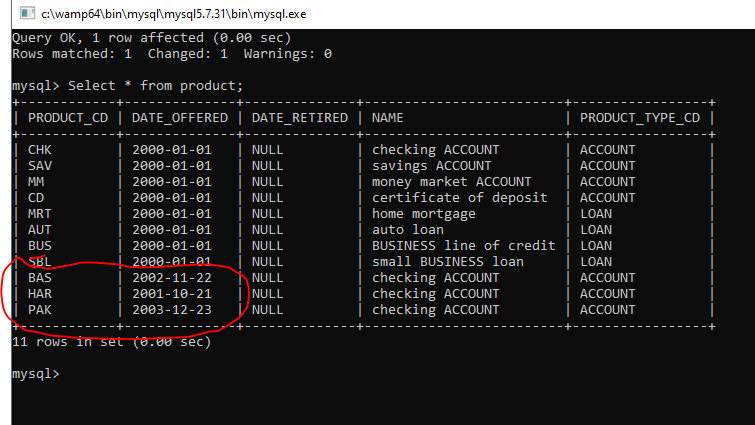 c:\wamp64\bin\mysql\mysql5.7.31\bin\mysql.exe
Query OK, 1 row affected (0.00 sec)
Rows matched: 1  Changed: 1  Warnings: 0
mysql> Select * from product;
+------------+--------------+--------------+-------------------------+-----------------+
| PRODUCT_CD | DATE_OFFERED | DATE_RETIRED | NAME                    | PRODUCT_TYPE_CD |
+------------+--------------+--------------+-------------------------+-----------------+
| CHK        | 2000-01-01   | NULL         | checking ACCOUNT        | ACCOUNT         |
| SAV        | 2000-01-01   | NULL         | savings ACCOUNT         | ACCOUNT         |
| MM         | 2000-01-01   | NULL         | money market ACCOUNT    | ACCOUNT         |
| CD         | 2000-01-01   | NULL         | certificate of deposit  | ACCOUNT         |
| MRT        | 2000-01-01   | NULL         | home mortgage           | LOAN            |
| AUT        | 2000-01-01   | NULL         | auto loan               | LOAN            |
| BUS        | 2000-01-01   | NULL         | BUSINESS line of credit | LOAN            |
| SBL        | 2000-01-01   | NULL         | small BUSINESS loan     | LOAN            |
| BAS        | 2002-11-22   | NULL         | checking ACCOUNT        | ACCOUNT         |
| HAR        | 2001-10-21   | NULL         | checking ACCOUNT        | ACCOUNT         |
| PAK        | 2003-12-23   | NULL         | checking ACCOUNT        | ACCOUNT         |
+------------+--------------+--------------+-------------------------+-----------------+
11 rows in set (0.00 sec)
mysql>